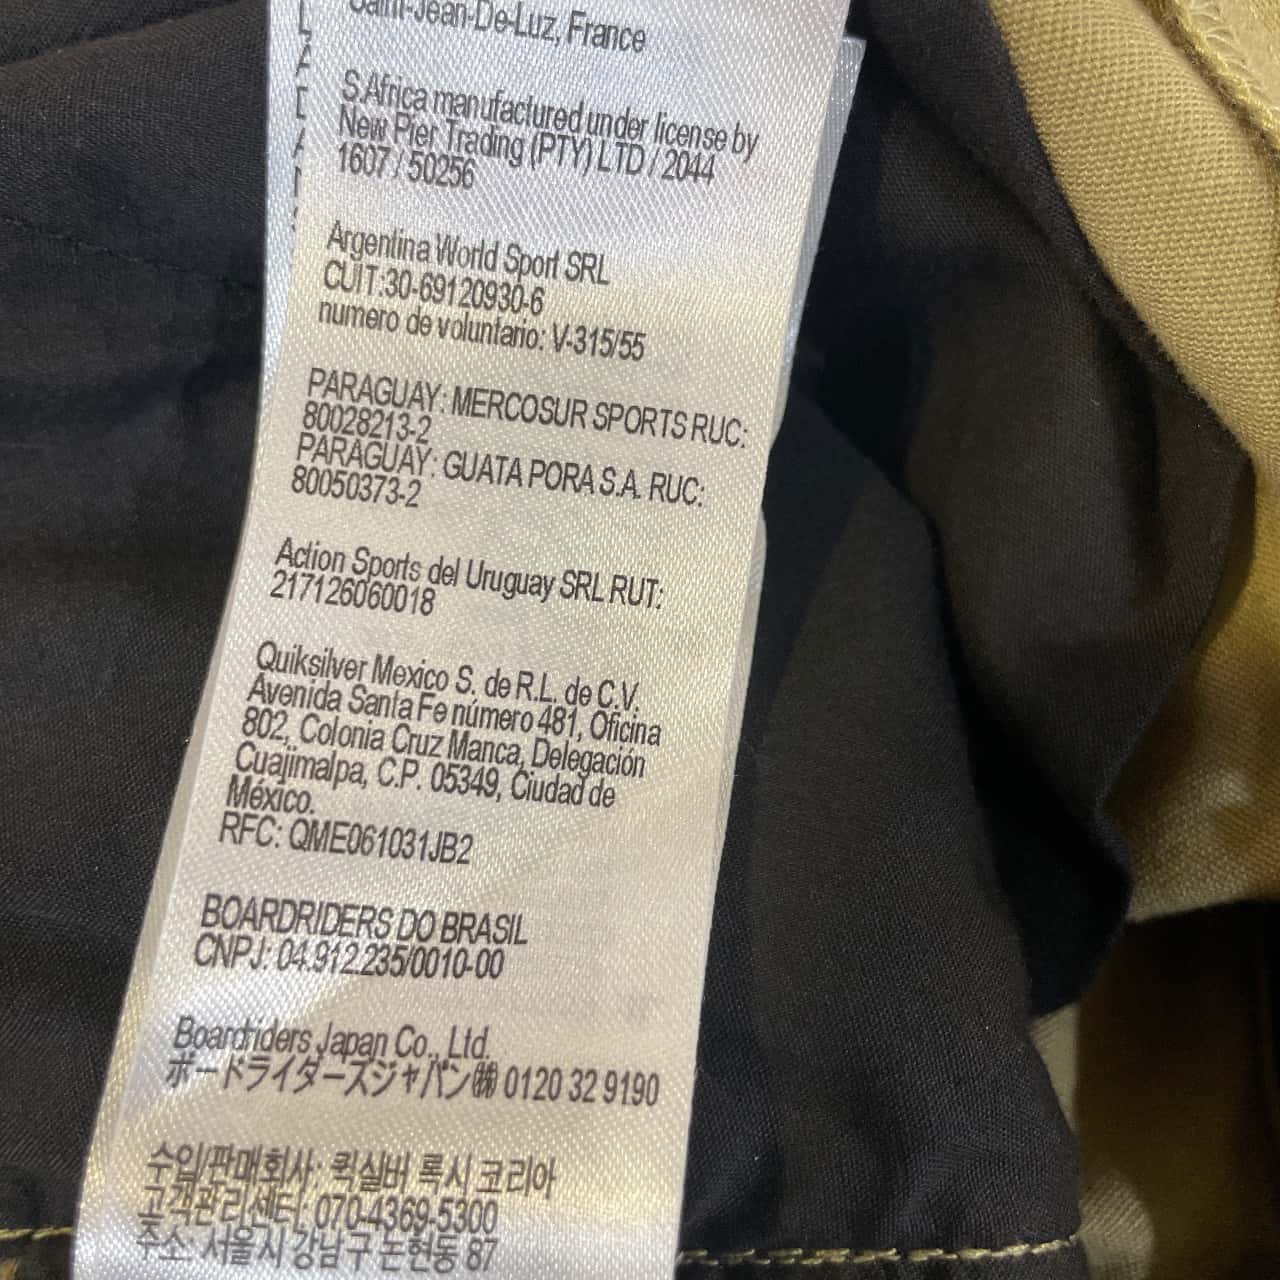 Saint-Jean-De-Luz, France
S.Africa manufactured under license by
New Pier Trading (PTY) LTD / 2044
1607 / 50256
Argentina World Sport SRL
CUIT:30-69120930-6
numero de voluntario: V-315/55
PARAGUAY: MERCOSUR SPORTS RUC:
80028213-2
PARAGUAY: GUATA PORA S.A. RUC:
80050373-2
Action Sports del Uruguay SRL RUT:
217126060018
Quiksilver Mexico S. de R.L. de C.V.
Avenida Santa Fe número 481, Oficina
802, Colonia Cruz Manca, Delegación
Cuajimalpa, C.P. 05349, Ciudad de
México.
RFC: QME061031JB2
BOARDRIDERS DO BRASIL
CNPJ: 04.912.235/0010-00
Boardriders Japan Co., Ltd.
ボードライダーズジャパン㈱ 0120 32 9190
수입/판매회사: 퀵실버 록시 코리아
고객관리센터: 070-4369-5300
주소: 서울시 강남구 논현동 87